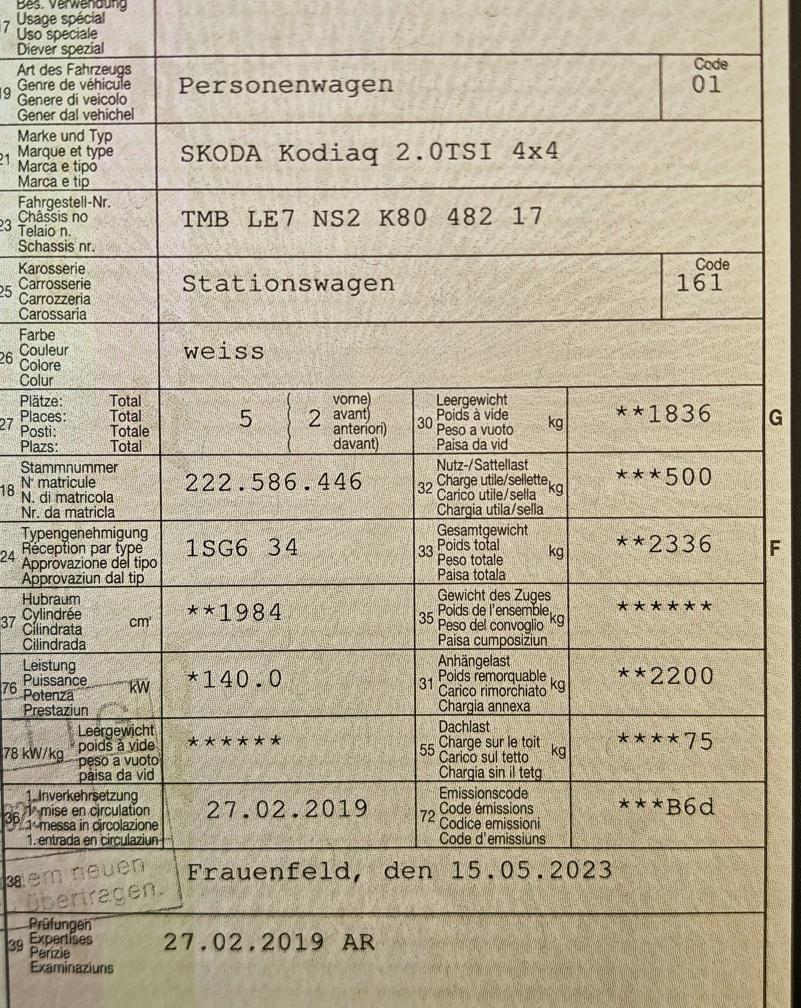 Bes. Verwendung
17 Usage spécial
Uso speciale
Diever spezial
19 Art des Fahrzeugs
Genre de véhicule
Genere di veicolo
Gener dal vehichel
Personenwagen
Code
01
21 Marke und Typ
Marque et type
Marca e tipo
Marca e tip
SKODA Kodiaq 2.0TSI 4x4
23 Fahrgestell-Nr.
Châssis no
Telaio n.
Schassis nr.
TMB LE7 NS2 K80 482 17
25 Karosserie
Carrosserie
Carrozzeria
Carossaria
Stationswagen
Code
161
26 Farbe
Couleur
Colore
Colur
weiss
27 Plätze: Total
Places: Total
Posti: Totale
Plazs: Total
5 ( 2 vorne)
avant)
anteriori)
davant)
30 Leergewicht
Poids à vide
Peso a vuoto
Paisa da vid
kg
**1836
G
18 Stammnummer
N° matricule
N. di matricola
Nr. da matricla
222.586.446
32 Nutz-/Sattellast
Charge utile/sellette
Carico utile/sella
Chargia utila/sella
kg
***500
24 Typengenehmigung
Réception par type
Approvazione del tipo
Approvaziun dal tip
1SG6 34
33 Gesamtgewicht
Poids total
Peso totale
Paisa totala
kg
**2336
F
37 Hubraum
Cylindrée
Cilindrata
Cilindrada
cm³
**1984
35 Gewicht des Zuges
Poids de l'ensemble
Peso del convoglio
Paisa cumposiziun
kg
******
76 Leistung
Puissance
Potenza
Prestaziun
kW
*140.0
31 Anhängelast
Poids remorquable
Carico rimorchiato
Chargia annexa
kg
**2200
78 kW/kg Leergewicht
poids à vide
peso a vuoto
paisa da vid
******
55 Dachlast
Charge sur le toit
Carico sul tetto
Chargia sin il tetg
kg
****75
36 1. Inverkehrsetzung
1re mise en circulation
1a messa in circolazione
1. entrada en circulaziun
27.02.2019
72 Emissionscode
Code émissions
Codice emissioni
Code d'emissiuns
***B6d
38
em neuen
übertragen.
Frauenfeld, den 15.05.2023
39 Prüfungen
Expertises
Perizie
Examinaziuns
27.02.2019 AR